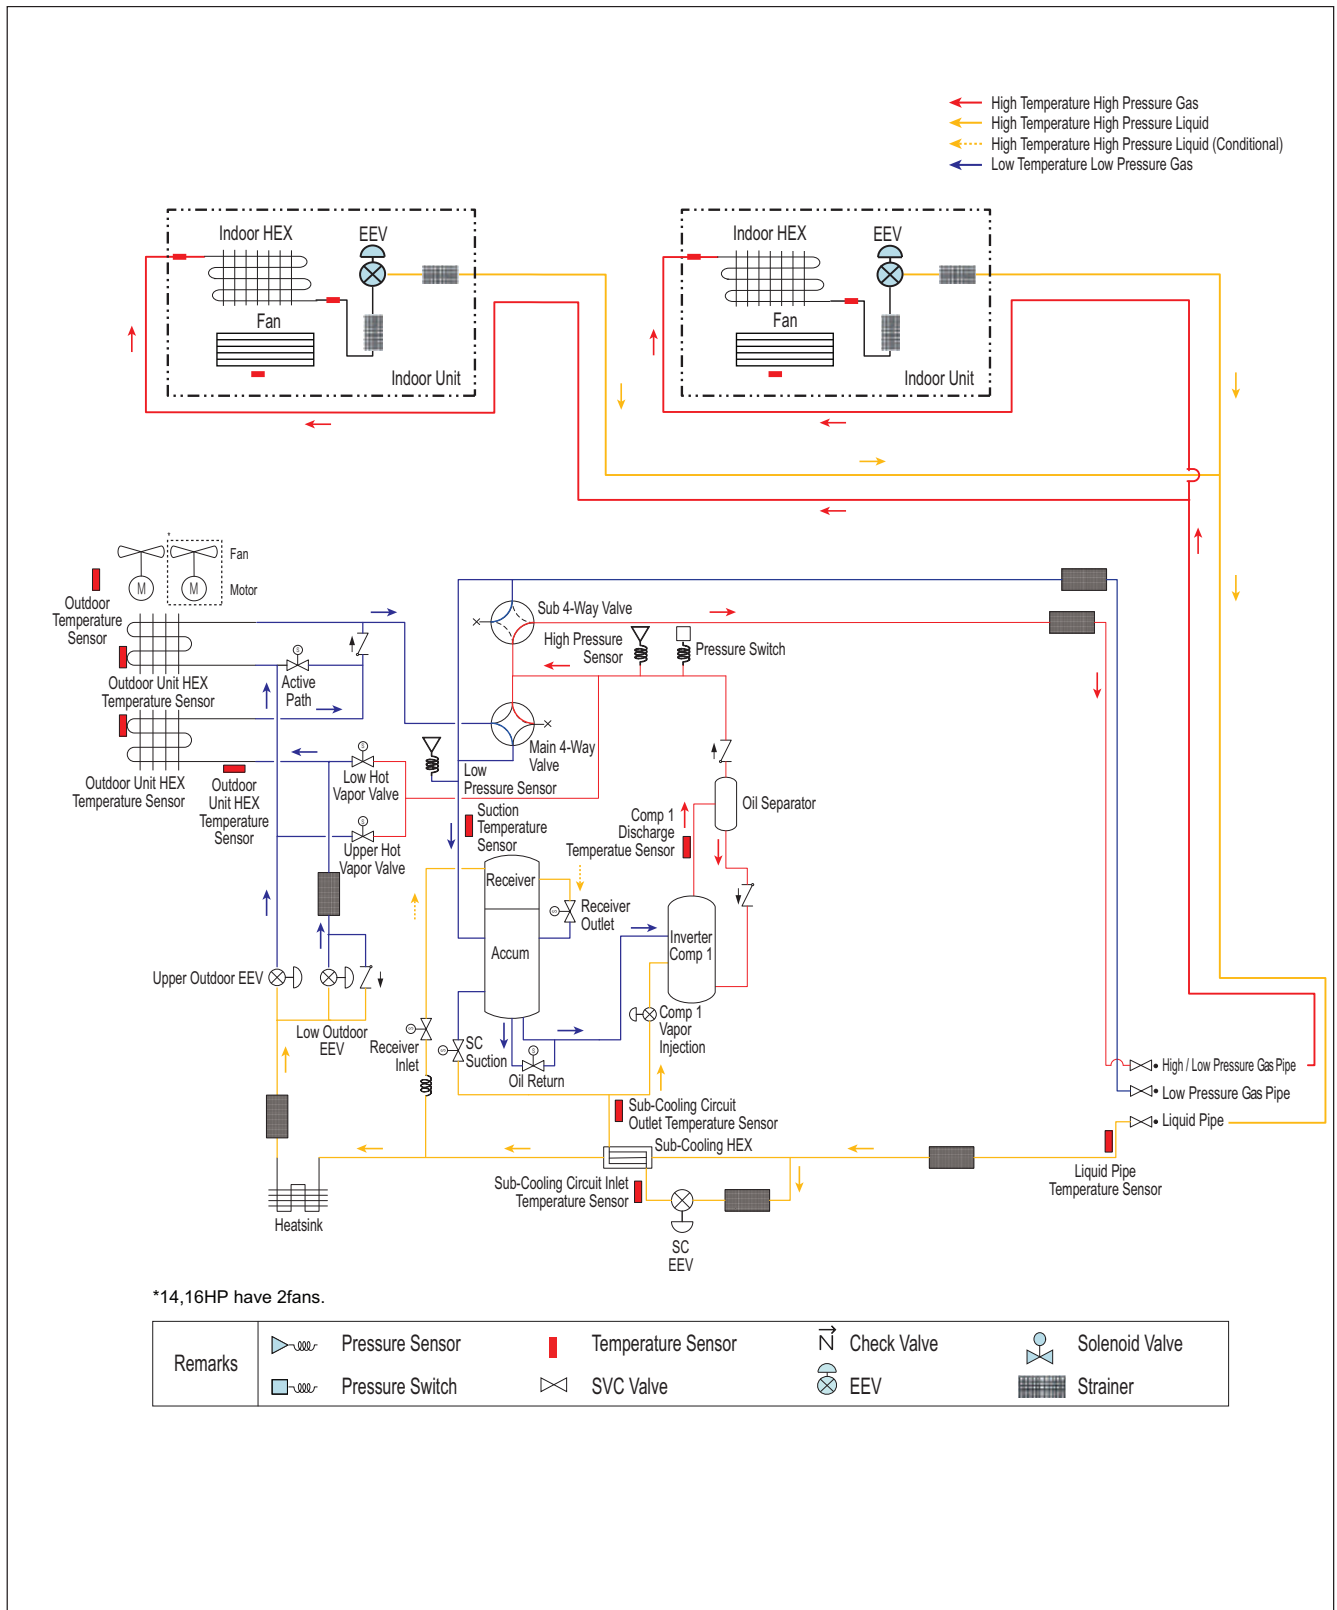 High Temperature High Pressure Gas
High Temperature High Pressure Liquid
High Temperature High Pressure Liquid (Conditional)
Low Temperature Low Pressure Gas
Indoor HEX
EEV
Fan
Indoor Unit
Indoor HEX
EEV
Fan
Indoor Unit
*
Fan
M
M
Motor
Outdoor
Temperature
Sensor
Sub 4-Way Valve
High Pressure
Sensor
Pressure Switch
S
Active
Path
Outdoor Unit HEX
Temperature Sensor
Main 4-Way
Valve
S
Low Hot
Vapor Valve
Low
Pressure Sensor
Outdoor Unit HEX
Temperature Sensor
Outdoor
Unit HEX
Temperature
Sensor
Suction
Temperature
Sensor
Comp 1
Discharge
Temperatue Sensor
Oil Separator
S
Upper Hot
Vapor Valve
Receiver
S
Receiver
Outlet
Accum
Inverter
Comp 1
Upper Outdoor EEV
Low Outdoor
EEV
S
Receiver
Inlet
S
SC
Suction
S
Oil Return
Comp 1
Vapor
Injection
High / Low Pressure Gas Pipe
Low Pressure Gas Pipe
Liquid Pipe
Sub-Cooling Circuit
Outlet Temperature Sensor
Sub-Cooling HEX
Sub-Cooling Circuit Inlet
Temperature Sensor
Liquid Pipe
Temperature Sensor
Heatsink
SC
EEV
*14,16HP have 2fans.
Remarks
Pressure Sensor
Temperature Sensor
Check Valve
Solenoid Valve
Pressure Switch
SVC Valve
EEV
Strainer